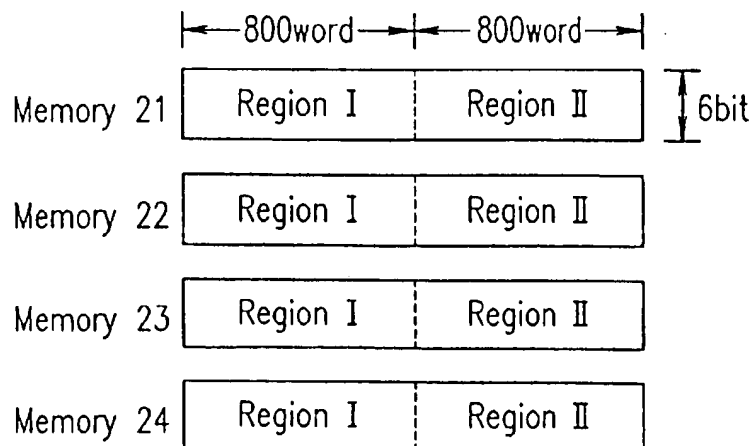 800word 800word
Memory 21 Region I Region II 6bit
Memory 22 Region I Region II
Memory 23 Region I Region II
Memory 24 Region I Region II